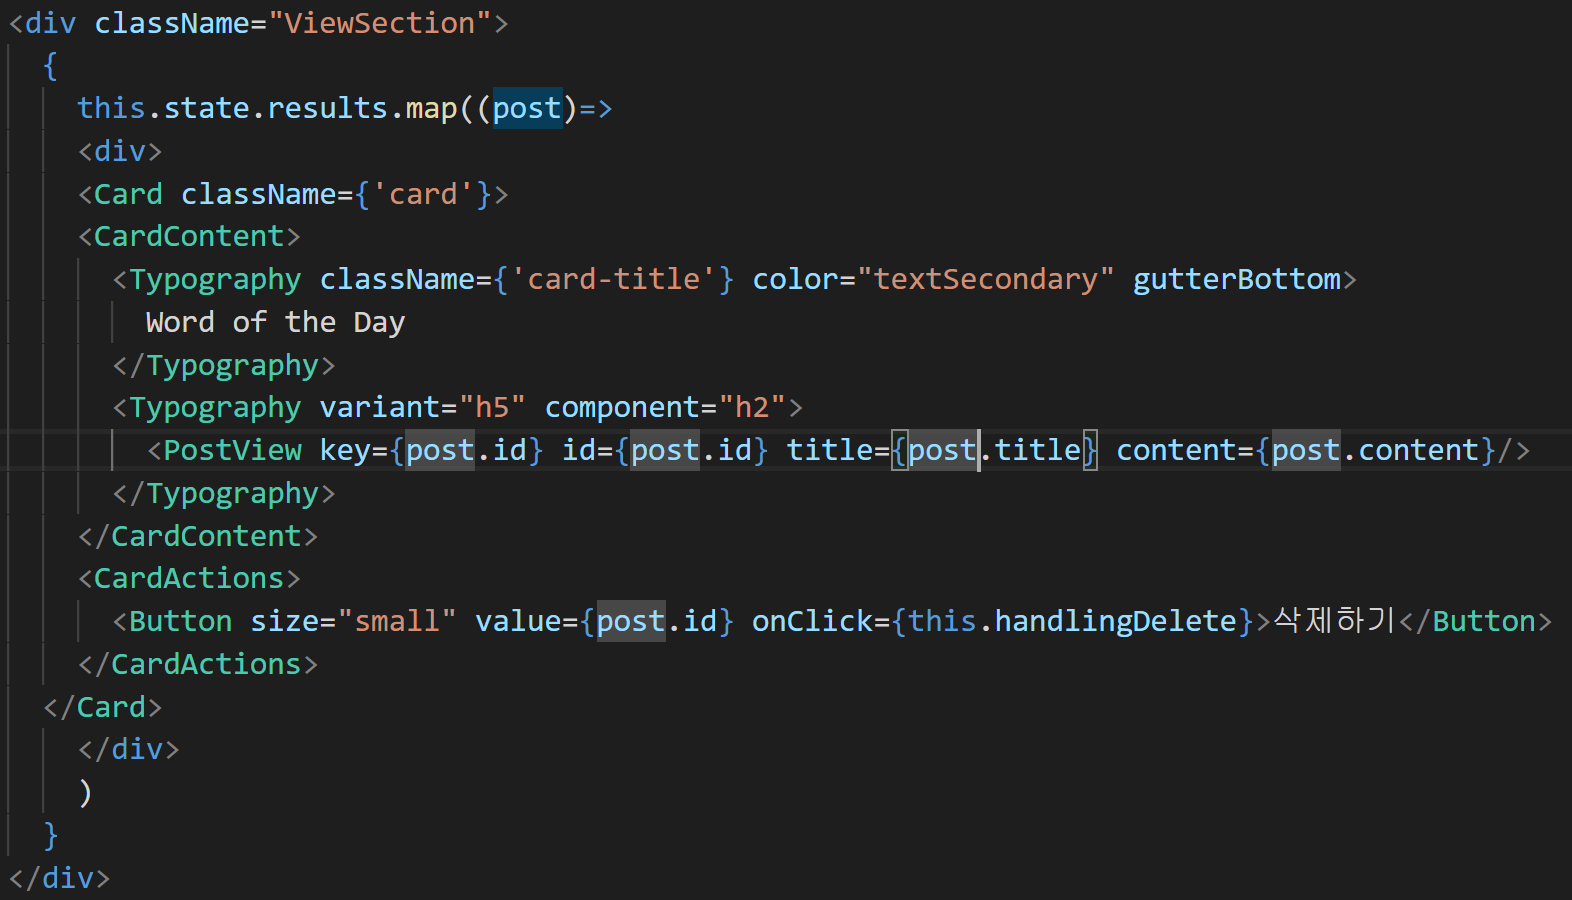 <div className="ViewSection">
{
this.state.results.map((post)=>
<div>
<Card className={'card'}>
<CardContent>
<Typography className={'card-title'} color="textSecondary" gutterBottom>
Word of the Day
</Typography>
<Typography variant="h5" component="h2">
<PostView key={post.id} id={post.id} title={post.title} content={post.content}/>
</Typography>
</CardContent>
<CardActions>
<Button size="small" value={post.id} onClick={this.handlingDelete}>삭제하기</Button>
</CardActions>
</Card>
</div>
)
}
</div>